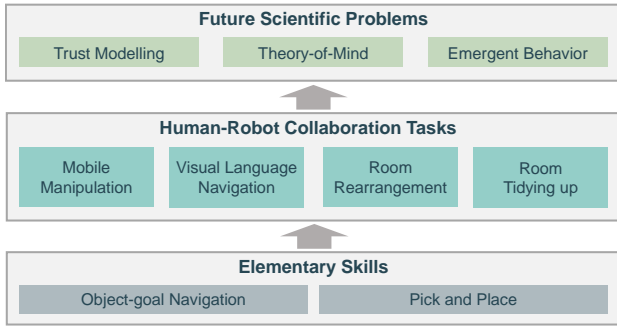 Future Scientific Problems
Trust Modelling
Theory-of-Mind
Emergent Behavior
Human-Robot Collaboration Tasks
Mobile
Manipulation
Visual Language
Navigation
Room
Rearrangement
Room
Tidying up
Elementary Skills
Object-goal Navigation
Pick and Place